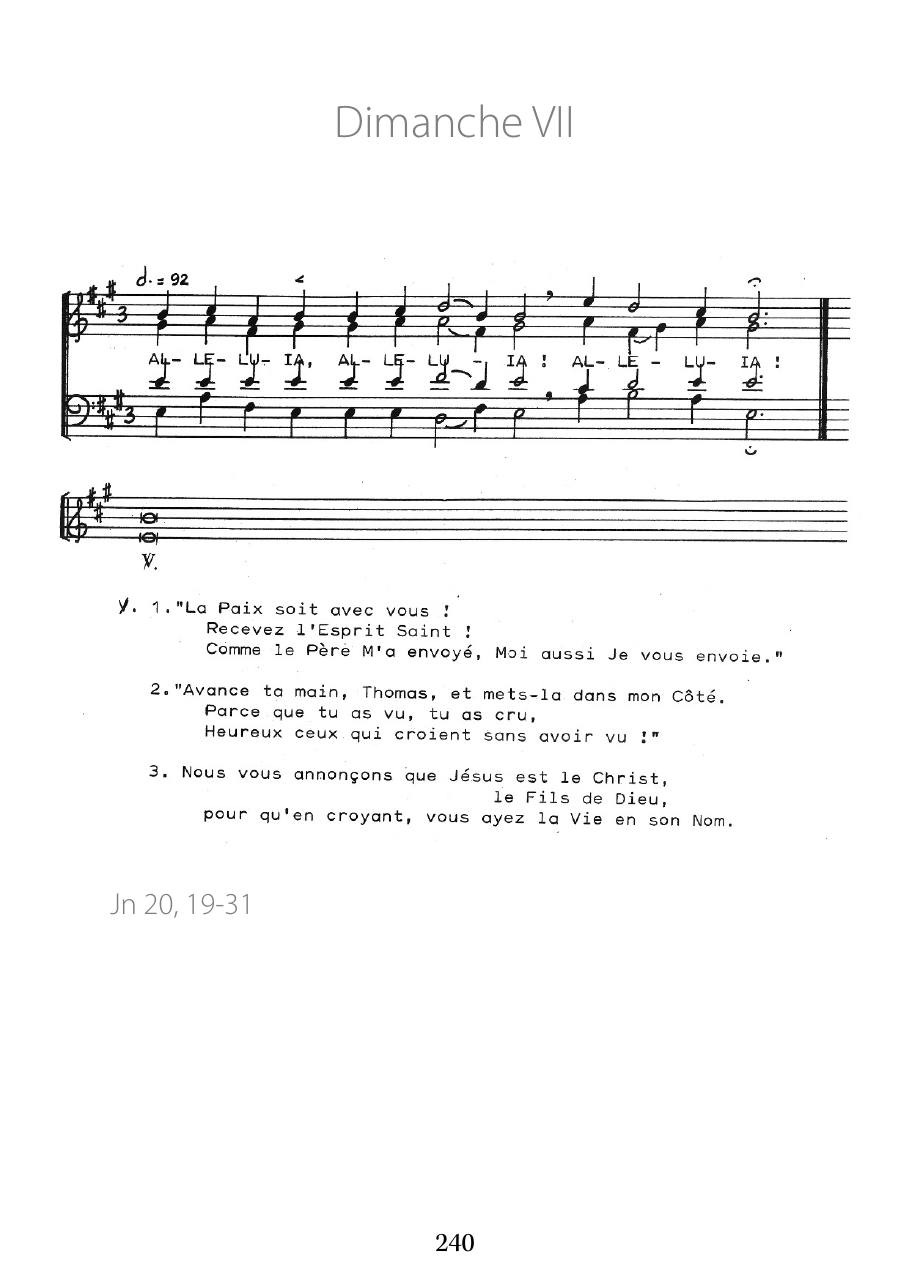 Dimanche VII
𝅗𝅥. = 92
3
AL- LE- LU- IA, AL- LE- LU - IA ! AL- LE - LU- IA !
3
℣.
℣. 1."La Paix soit avec vous !
Recevez l'Esprit Saint !
Comme le Père M'a envoyé, Moi aussi Je vous envoie."
2."Avance ta main, Thomas, et mets-la dans mon Côté.
Parce que tu as vu, tu as cru,
Heureux ceux qui croient sans avoir vu !"
3. Nous vous annonçons que Jésus est le Christ,
le Fils de Dieu,
pour qu'en croyant, vous ayez la Vie en son Nom.
Jn 20, 19-31
240